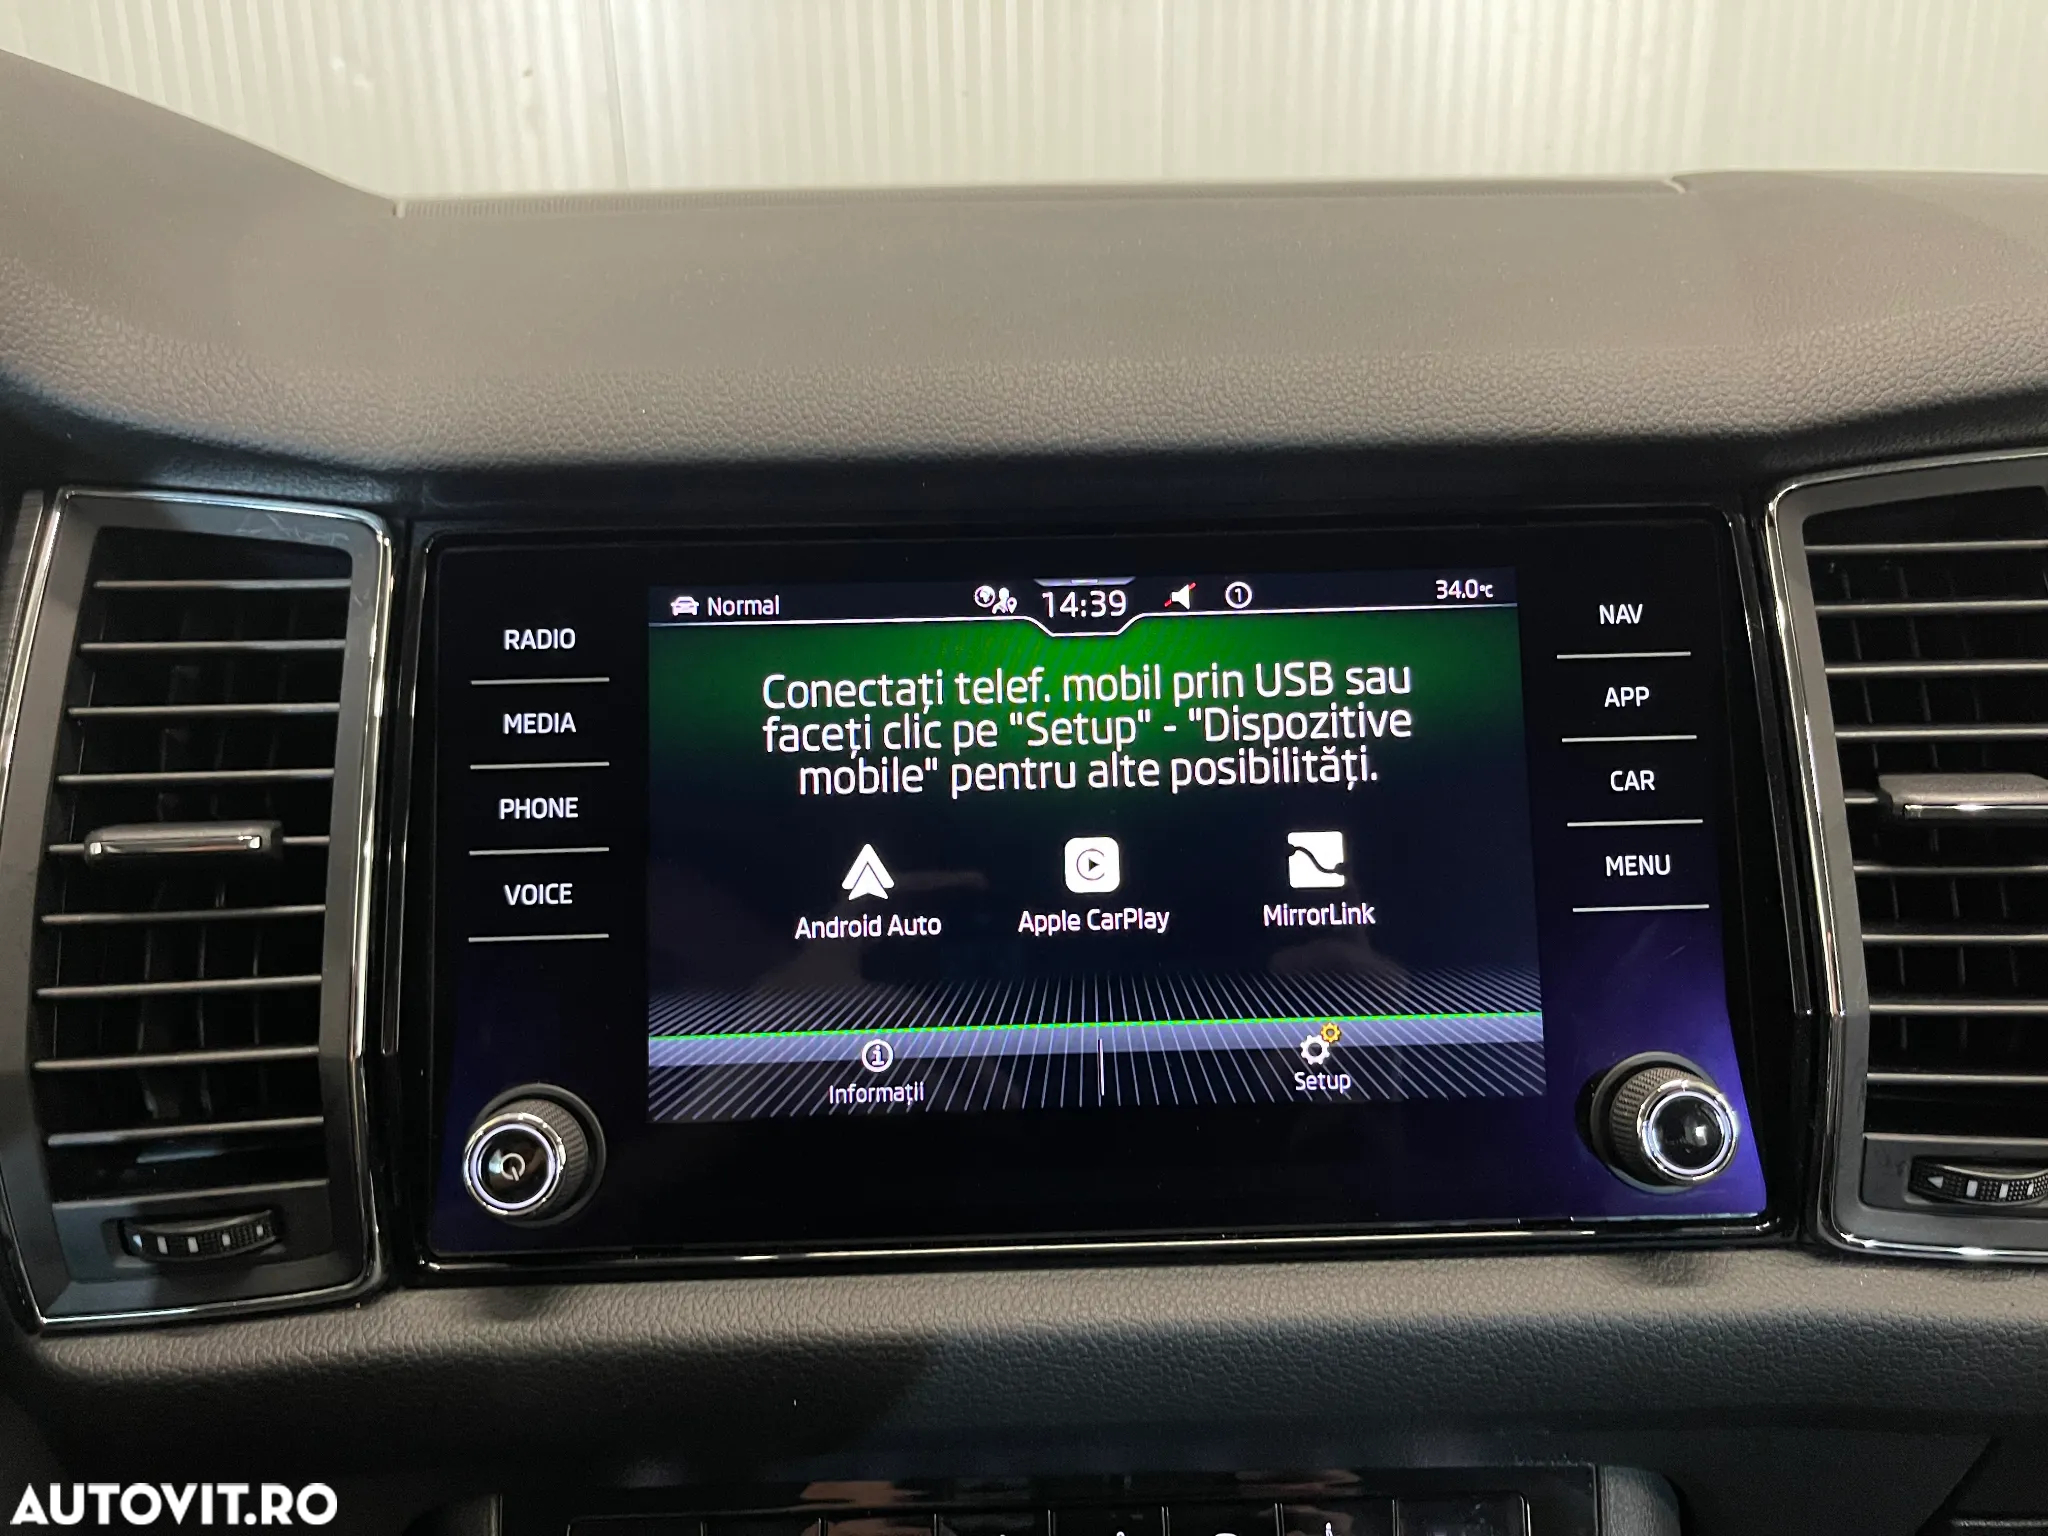 Normal
14:39
1
34.0°C
RADIO
MEDIA
PHONE
VOICE
Conectați telef. mobil prin USB sau
faceți clic pe "Setup" - "Dispozitive
mobile" pentru alte posibilități.
Android Auto
Apple CarPlay
MirrorLink
Informații
Setup
NAV
APP
CAR
MENU
AUTOVIT.RO